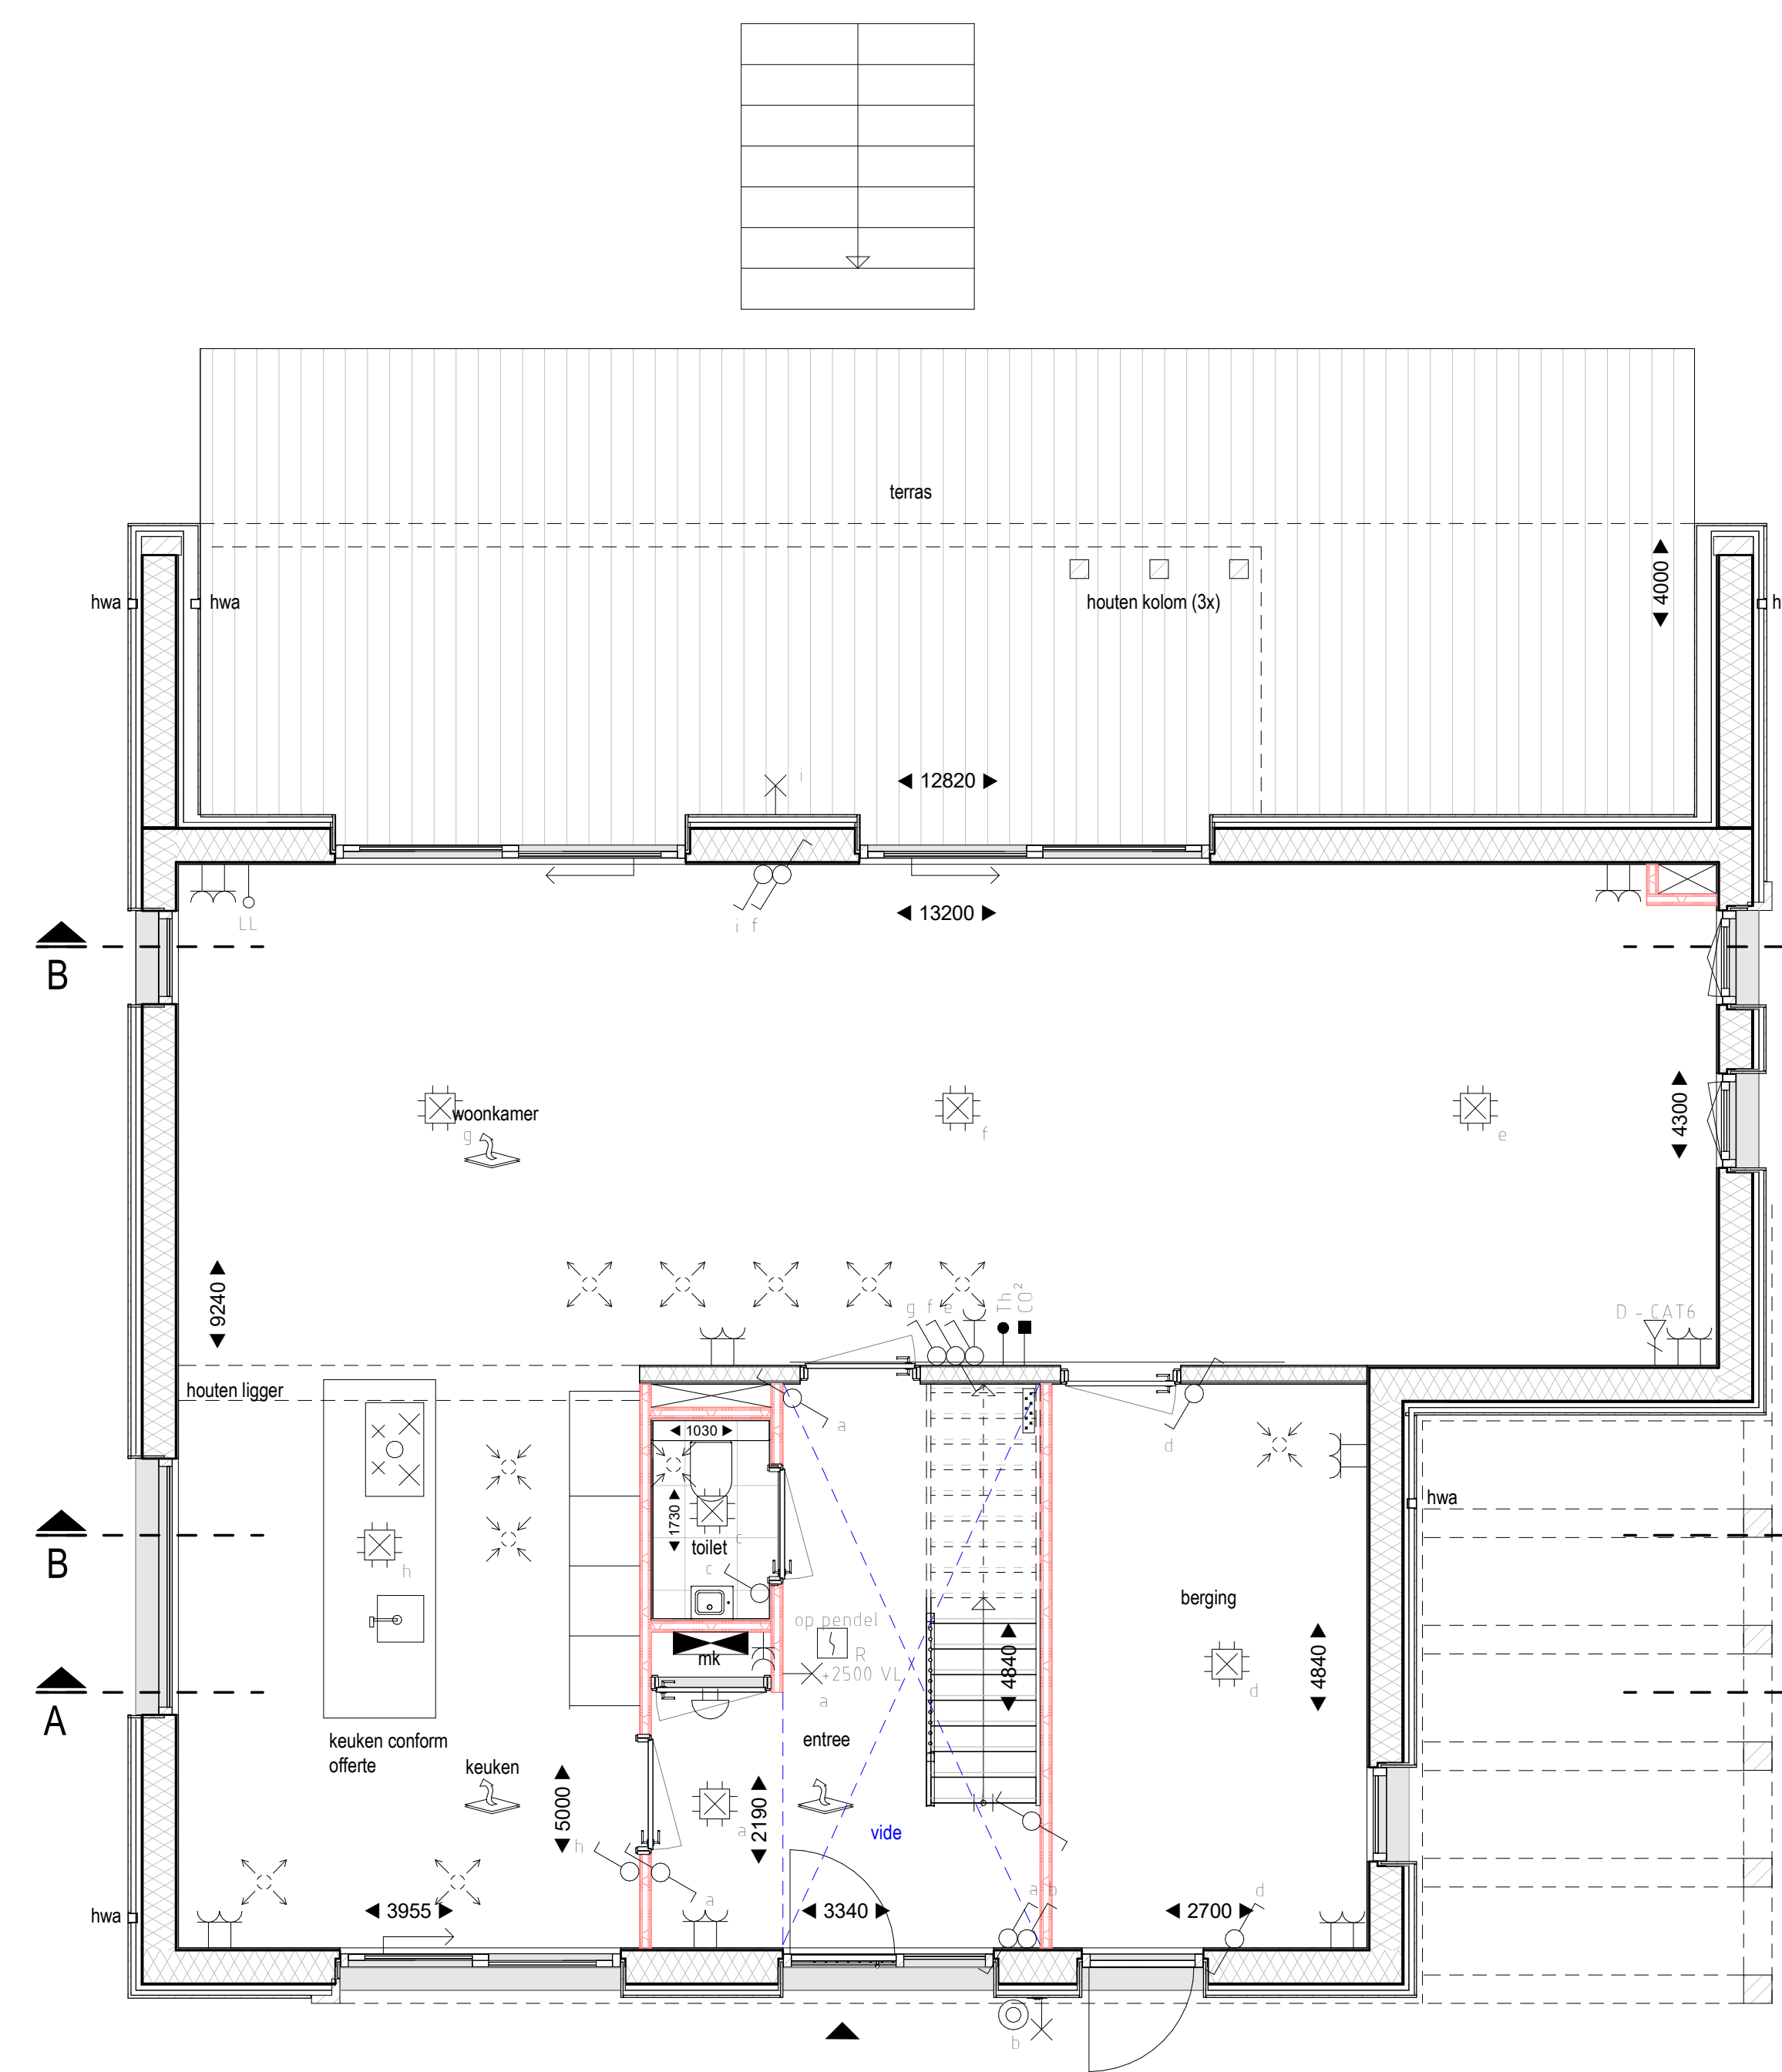 terras
hwa
hwa
houten kolom (3x)
4000
h
12820
i
LL
i f
13200
B
woonkamer
g
f
e
4300
9240
g f e
Th
CO²
D - CAT6
houten ligger
1030
a
d
1730
toilet
c
c
h
hwa
B
berging
op pendel
R
+2500 VL
a
mk
4840
4840
d
A
keuken conform
offerte
keuken
entree
5000
a
2190
vide
h
a
a b
d
hwa
3955
3340
2700
b